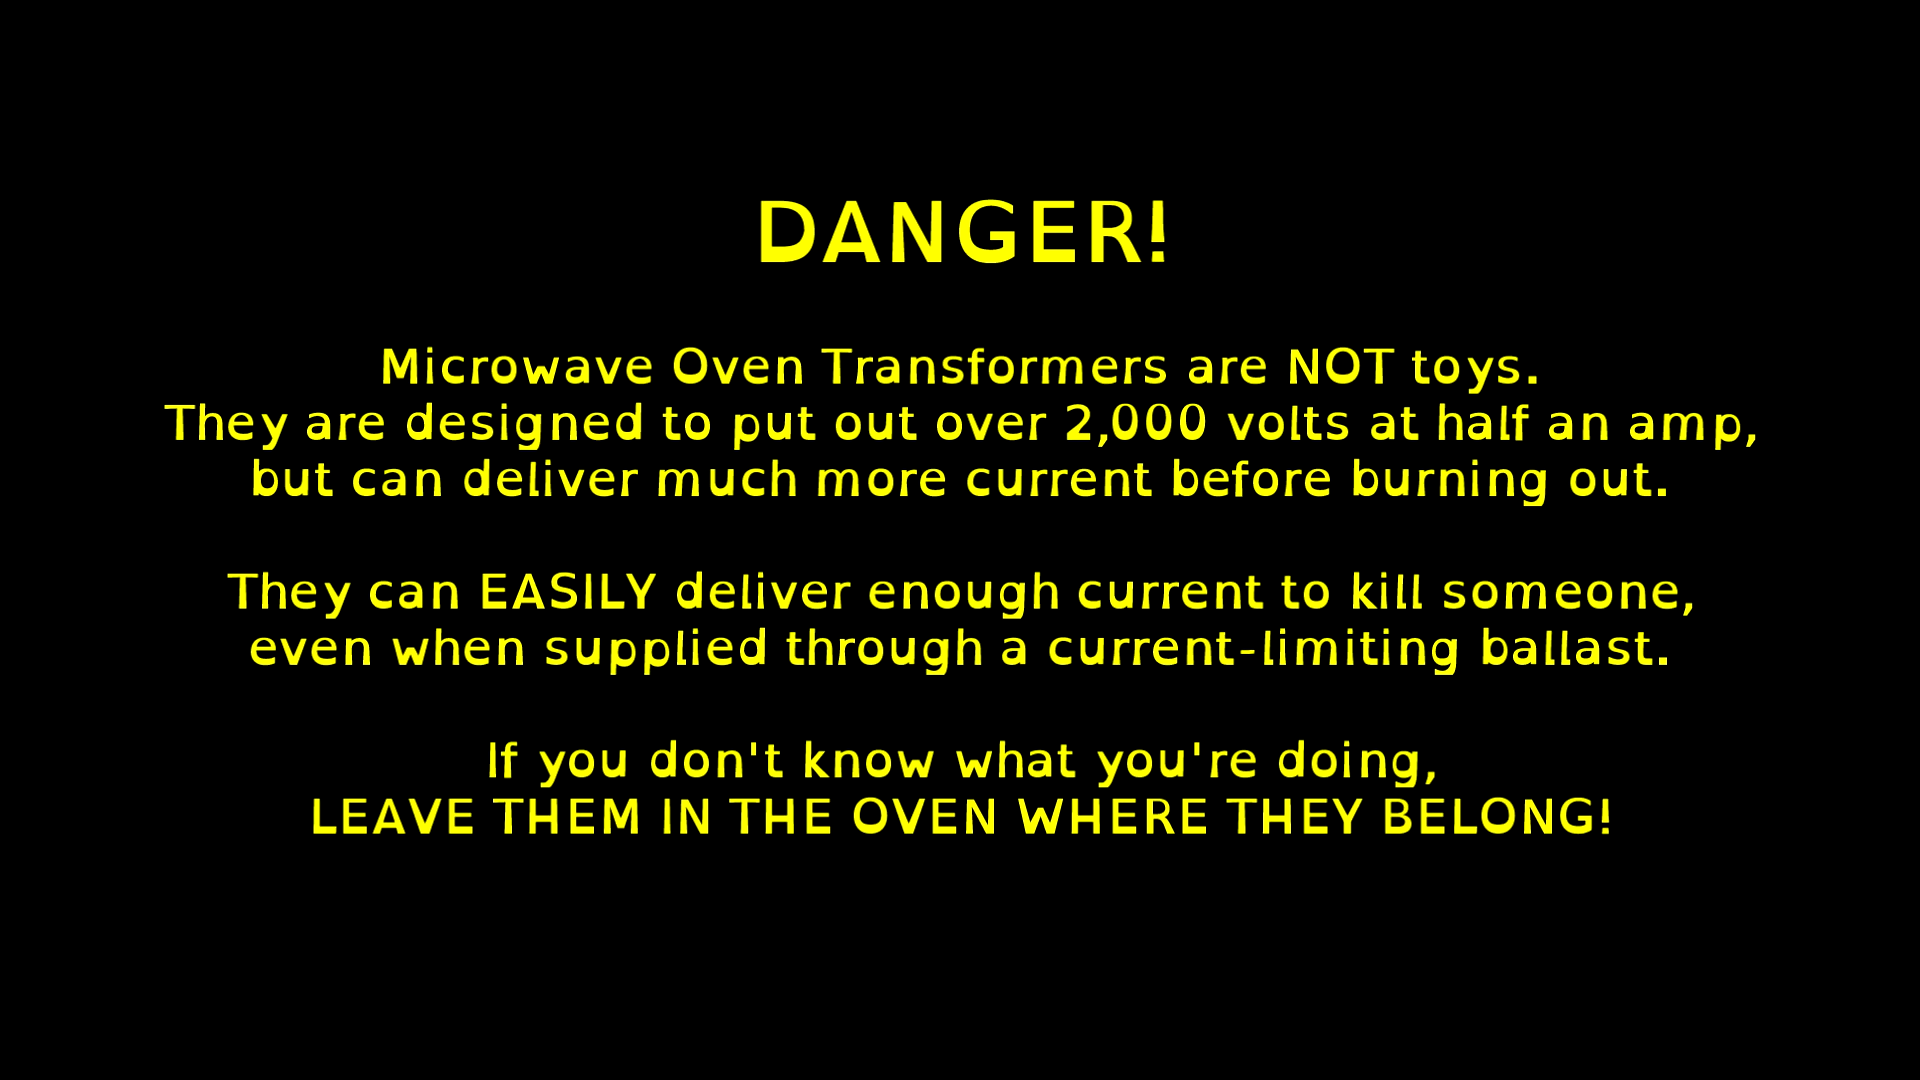 DANGER!
Microwave Oven Transformers are NOT toys.
They are designed to put out over 2,000 volts at half an amp,
but can deliver much more current before burning out.
They can EASILY deliver enough current to kill someone,
even when supplied through a current-limiting ballast.
If you don't know what you're doing,
LEAVE THEM IN THE OVEN WHERE THEY BELONG!